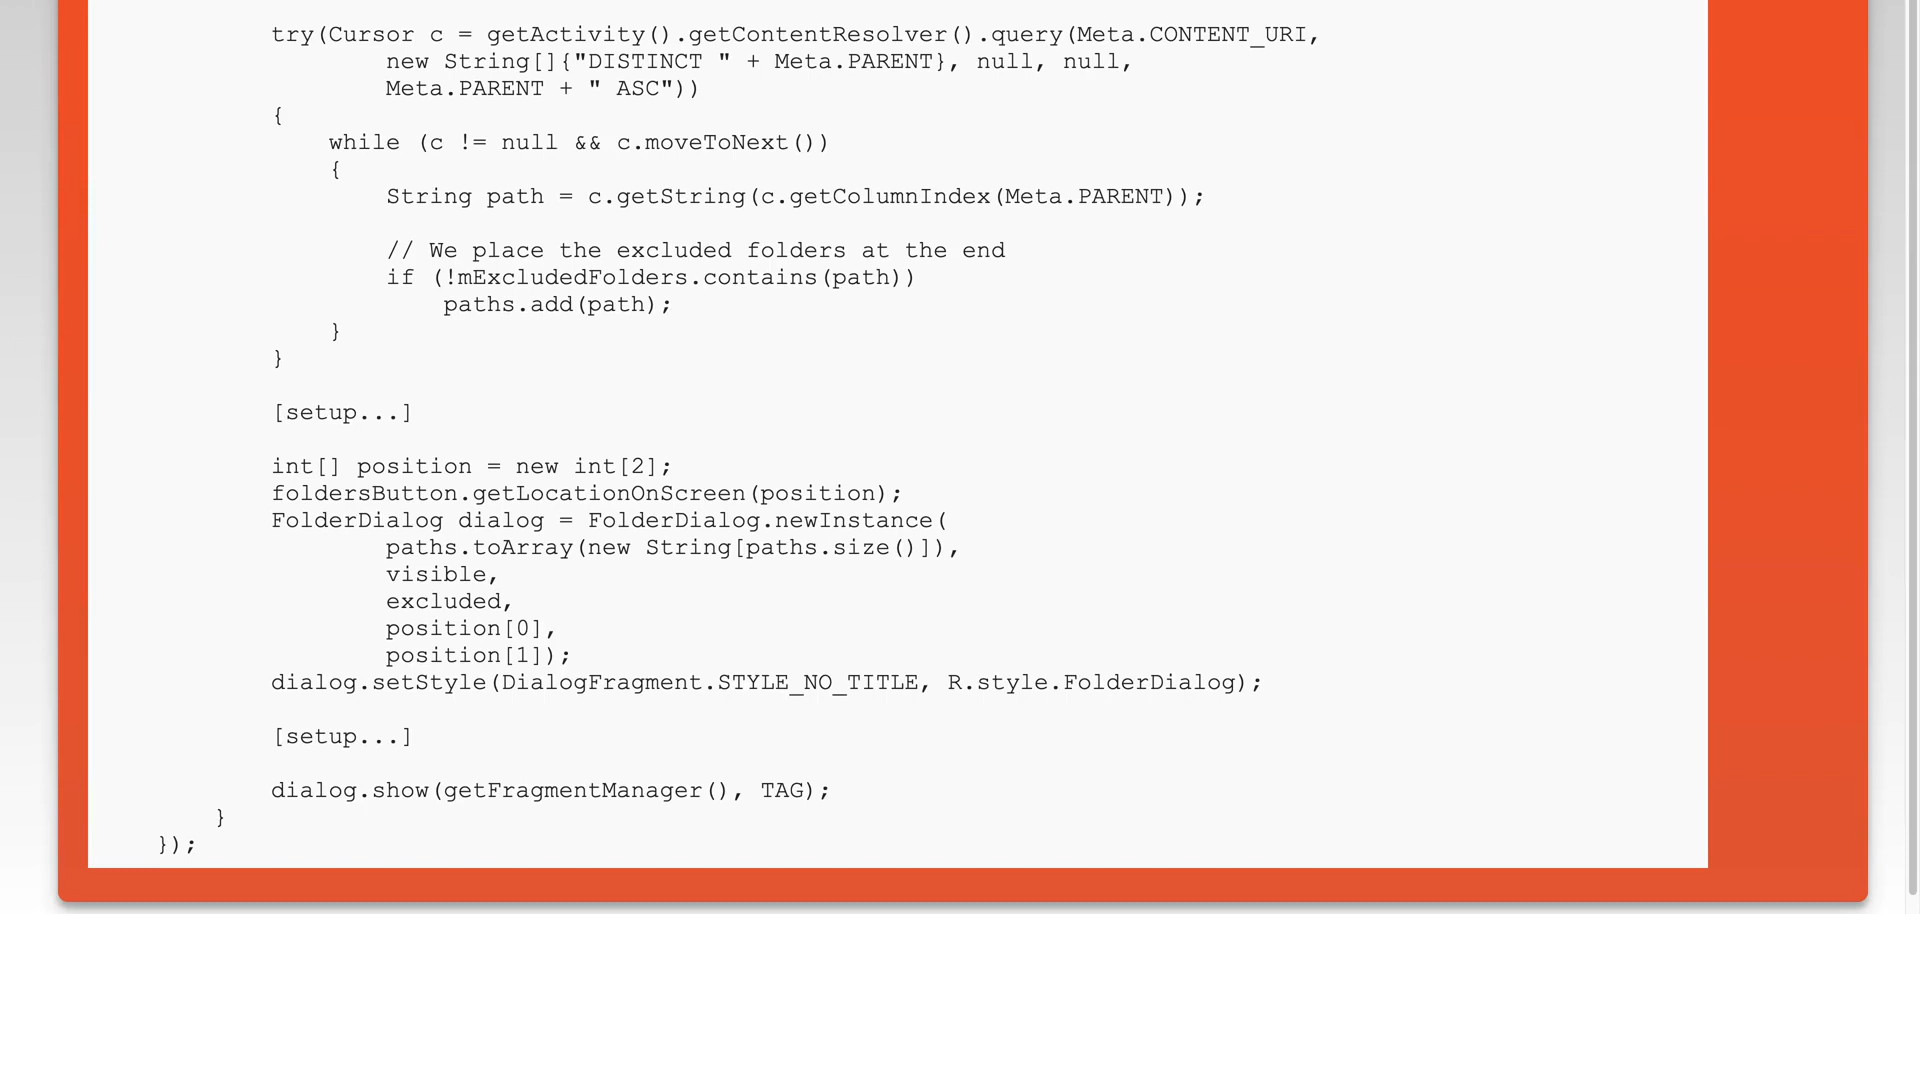 try(Cursor c = getActivity().getContentResolver().query(Meta.CONTENT_URI,
new String[]{"DISTINCT " + Meta.PARENT}, null, null,
Meta.PARENT + " ASC"))
{
while (c != null && c.moveToNext())
{
String path = c.getString(c.getColumnIndex(Meta.PARENT));
// We place the excluded folders at the end
if (!mExcludedFolders.contains(path))
paths.add(path);
}
}
[setup...]
int[] position = new int[2];
foldersButton.getLocationOnScreen(position);
FolderDialog dialog = FolderDialog.newInstance(
paths.toArray(new String[paths.size()]),
visible,
excluded,
position[0],
position[1]);
dialog.setStyle(DialogFragment.STYLE_NO_TITLE, R.style.FolderDialog);
[setup...]
dialog.show(getFragmentManager(), TAG);
}
});